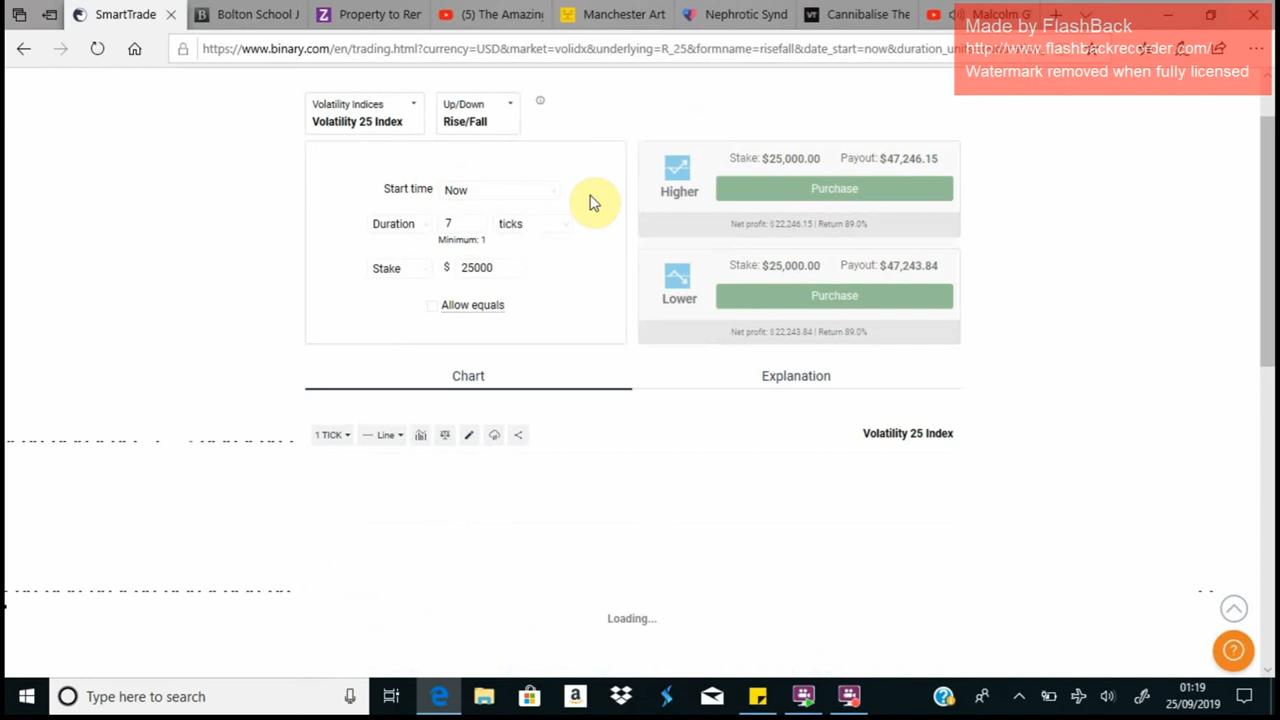 SmartTrade
Bolton School J
Property to Rer
(5) The Amazing
Manchester Art
Nephrotic Synd
Cannibalise The
Malcolm G
Made by FlashBack
http://www.flashbackrecorder.com/
Watermark removed when fully licensed
https://www.binary.com/en/trading.html?currency=USD&market=volidx&underlying=R_25&formname=risefall&date_start=now&duration_un
Volatility Indices
Volatility 25 Index
Up/Down
Rise/Fall
Start time Now
Duration 7 ticks
Minimum: 1
Stake $ 25000
Allow equals
Higher
Stake: $25,000.00 Payout: $47,246.15
Purchase
Net profit: $22,246.15 | Return 89.0%
Lower
Stake: $25,000.00 Payout: $47,243.84
Purchase
Net profit: $22,243.84 | Return 89.0%
Chart
Explanation
1 TICK
Line
Volatility 25 Index
Loading...
Type here to search
01:19
25/09/2019